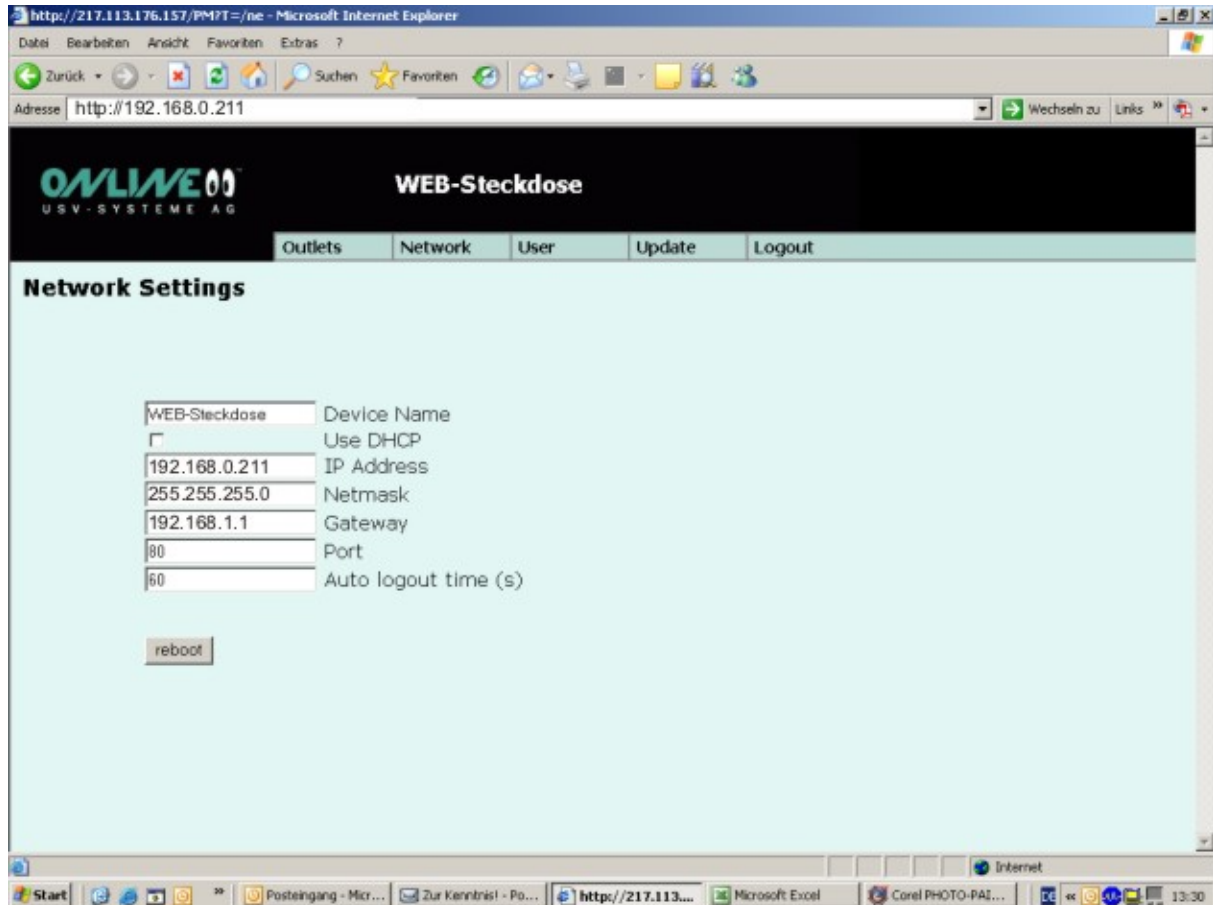 http://217.113.176.157/PM?T=/ne - Microsoft Internet Explorer
Datei Bearbeiten Ansicht Favoriten Extras ?
Zurück Suchen Favoriten
Adresse http://192.168.0.211 Wechseln zu Links »
ONLINE
USV-SYSTEME AG
WEB-Steckdose
Outlets Network User Update Logout
Network Settings
WEB-Steckdose Device Name
Use DHCP
192.168.0.211 IP Address
255.255.255.0 Netmask
192.168.1.1 Gateway
80 Port
60 Auto logout time (s)
reboot
Internet
Start » Posteingang - Micr... Zur Kenntnis! - Po... http://217.113.... Microsoft Excel Corel PHOTO-PAI... DE « 13:30